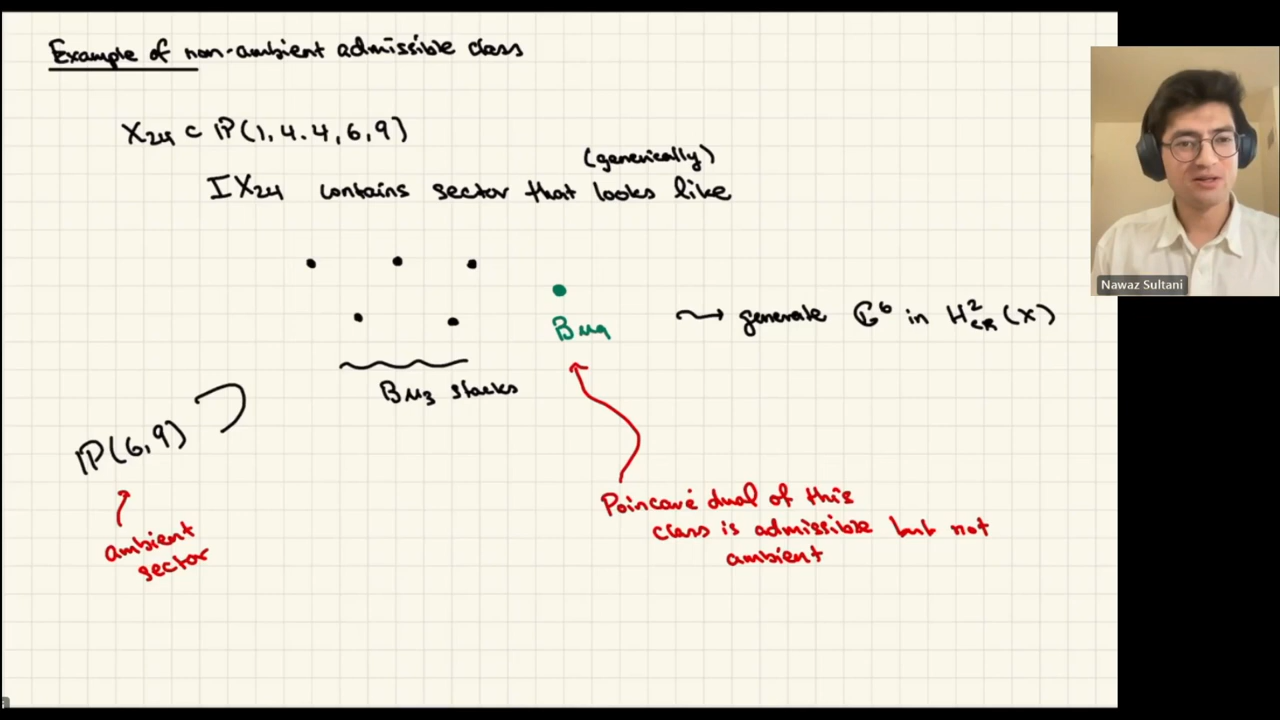 Example of non-ambient admissible class
X₂₄ ⊂ ℙ(1,4.4,6,9)
(generically)
IX₂₄ contains sector that looks like
Bμ₉
⇝ generate ℂ⁶ in H²_CR(X)
Bμ₃ stacks
ℙ(6,9) ⊃
ambient
sector
Poincaré dual of this
class is admissible but not
ambient
Nawaz Sultani